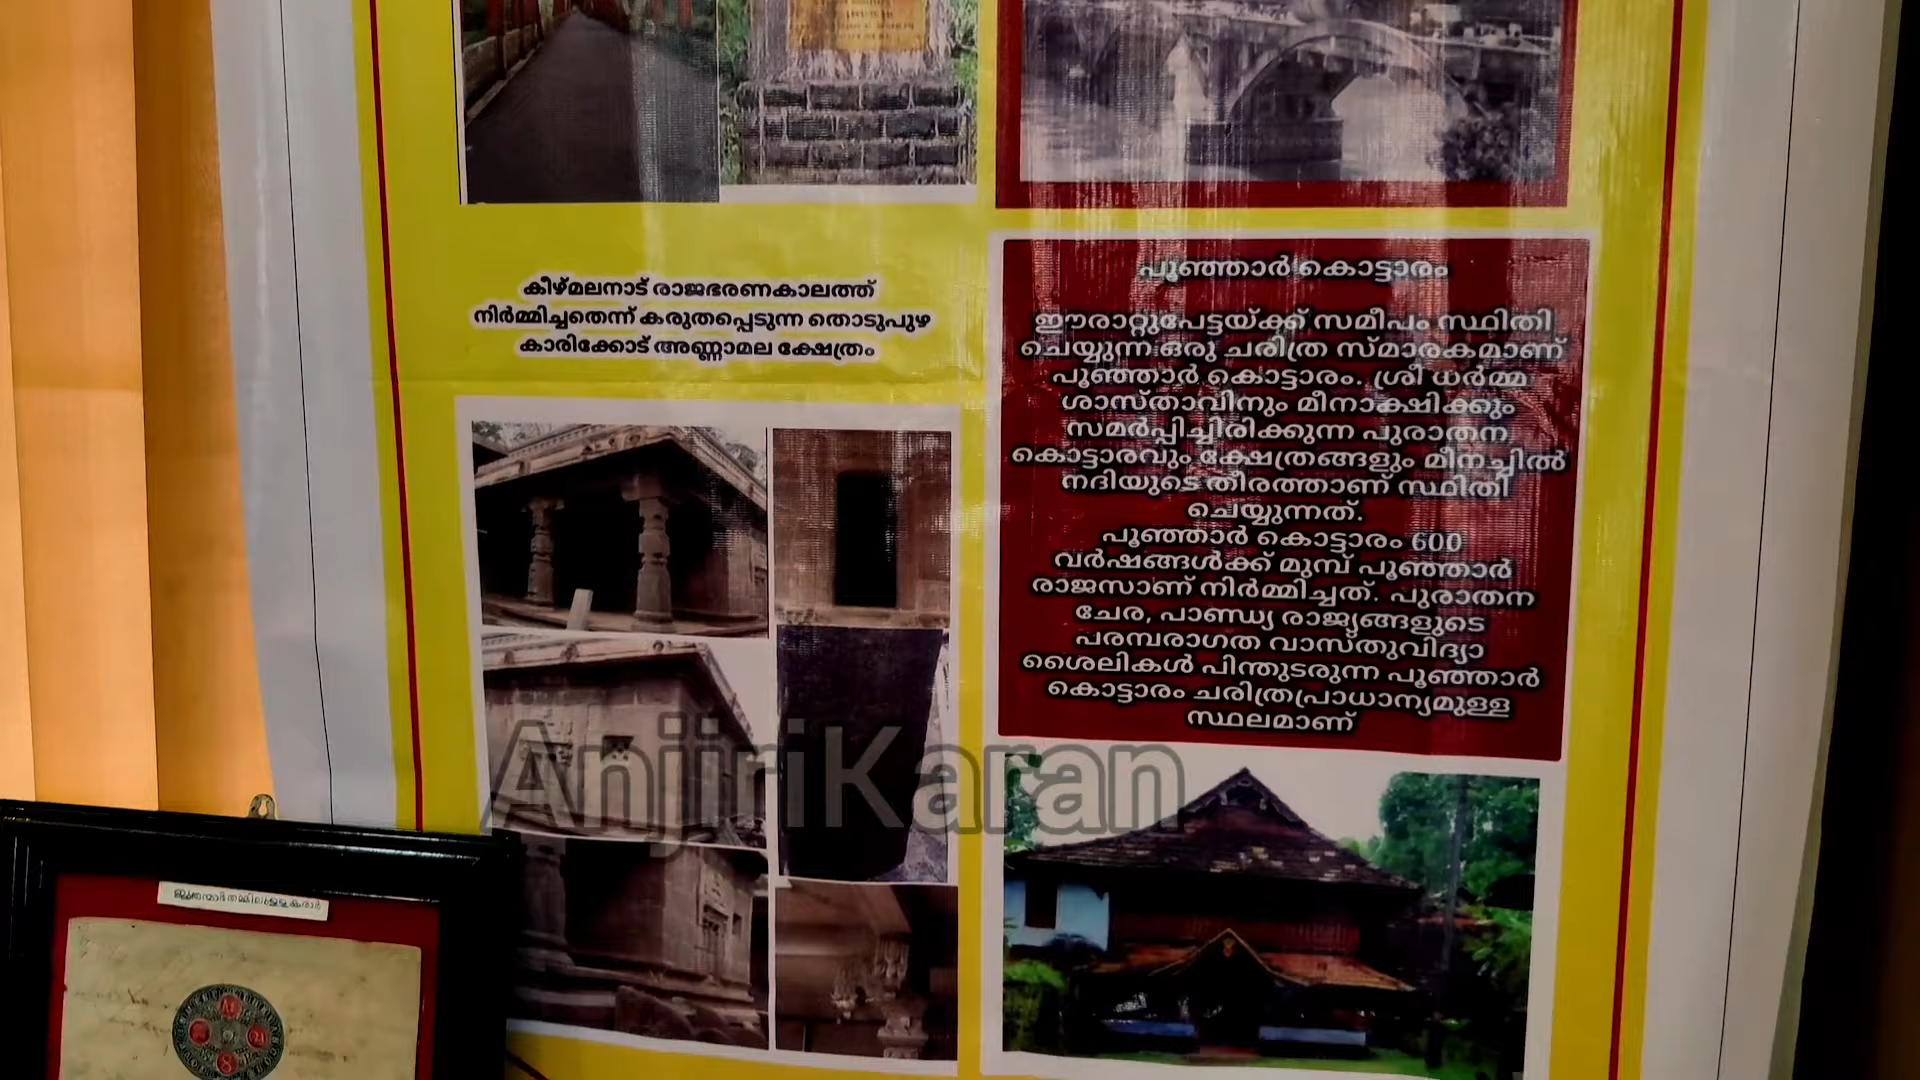 കീഴ്മലനാട് രാജഭരണകാലത്ത്
നിർമ്മിച്ചതെന്ന് കരുതപ്പെടുന്ന തൊടുപുഴ
കാരിക്കോട് അണ്ണാമല ക്ഷേത്രം
പൂഞ്ഞാർ കൊട്ടാരം
ഈരാറ്റുപേട്ടയ്ക്ക് സമീപം സ്ഥിതി
ചെയ്യുന്ന ഒരു ചരിത്ര സ്മാരകമാണ്
പൂഞ്ഞാർ കൊട്ടാരം. ശ്രീ ധർമ്മ
ശാസ്താവിനും മീനാക്ഷിക്കും
സമർപ്പിച്ചിരിക്കുന്ന പുരാതന
കൊട്ടാരവും ക്ഷേത്രങ്ങളും മീനച്ചിൽ
നദിയുടെ തീരത്താണ് സ്ഥിതി
ചെയ്യുന്നത്.
പൂഞ്ഞാർ കൊട്ടാരം 600
വർഷങ്ങൾക്ക് മുമ്പ് പൂഞ്ഞാർ
രാജസാണ് നിർമ്മിച്ചത്. പുരാതന
ചേര, പാണ്ഡ്യ രാജ്യങ്ങളുടെ
പരമ്പരാഗത വാസ്തുവിദ്യാ
ശൈലികൾ പിന്തുടരുന്ന പൂഞ്ഞാർ
കൊട്ടാരം ചരിത്രപ്രാധാന്യമുള്ള
സ്ഥലമാണ്
AnjiriKaran